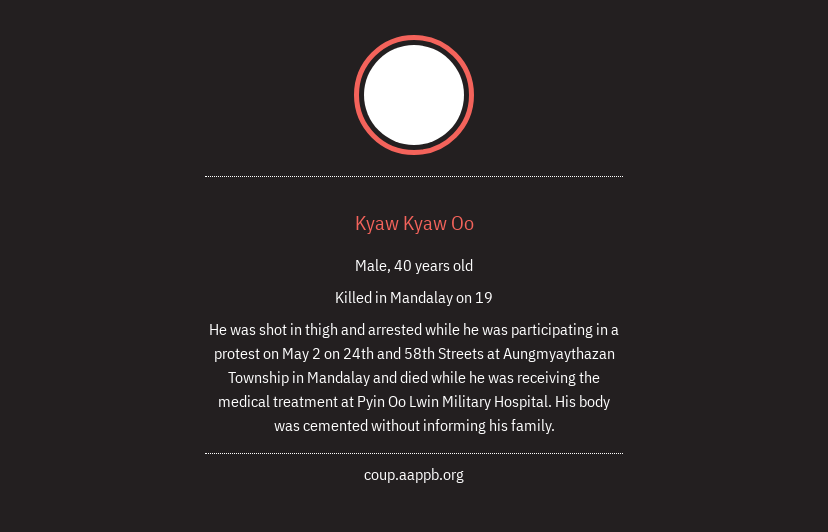 Kyaw Kyaw Oo
Male, 40 years old
Killed in Mandalay on 19
He was shot in thigh and arrested while he was participating in a
protest on May 2 on 24th and 58th Streets at Aungmyaythazan
Township in Mandalay and died while he was receiving the
medical treatment at Pyin Oo Lwin Military Hospital. His body
was cemented without informing his family.
coup.aappb.org